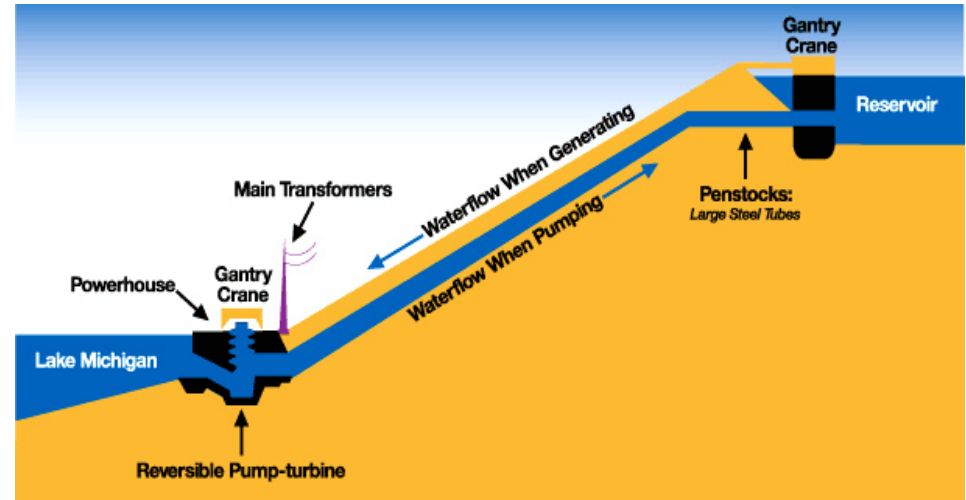 Gantry
Crane
Reservoir
Waterflow When Generating
Main Transformers
Penstocks:
Large Steel Tubes
Waterflow When Pumping
Gantry
Crane
Powerhouse
Lake Michigan
Reversible Pump-turbine